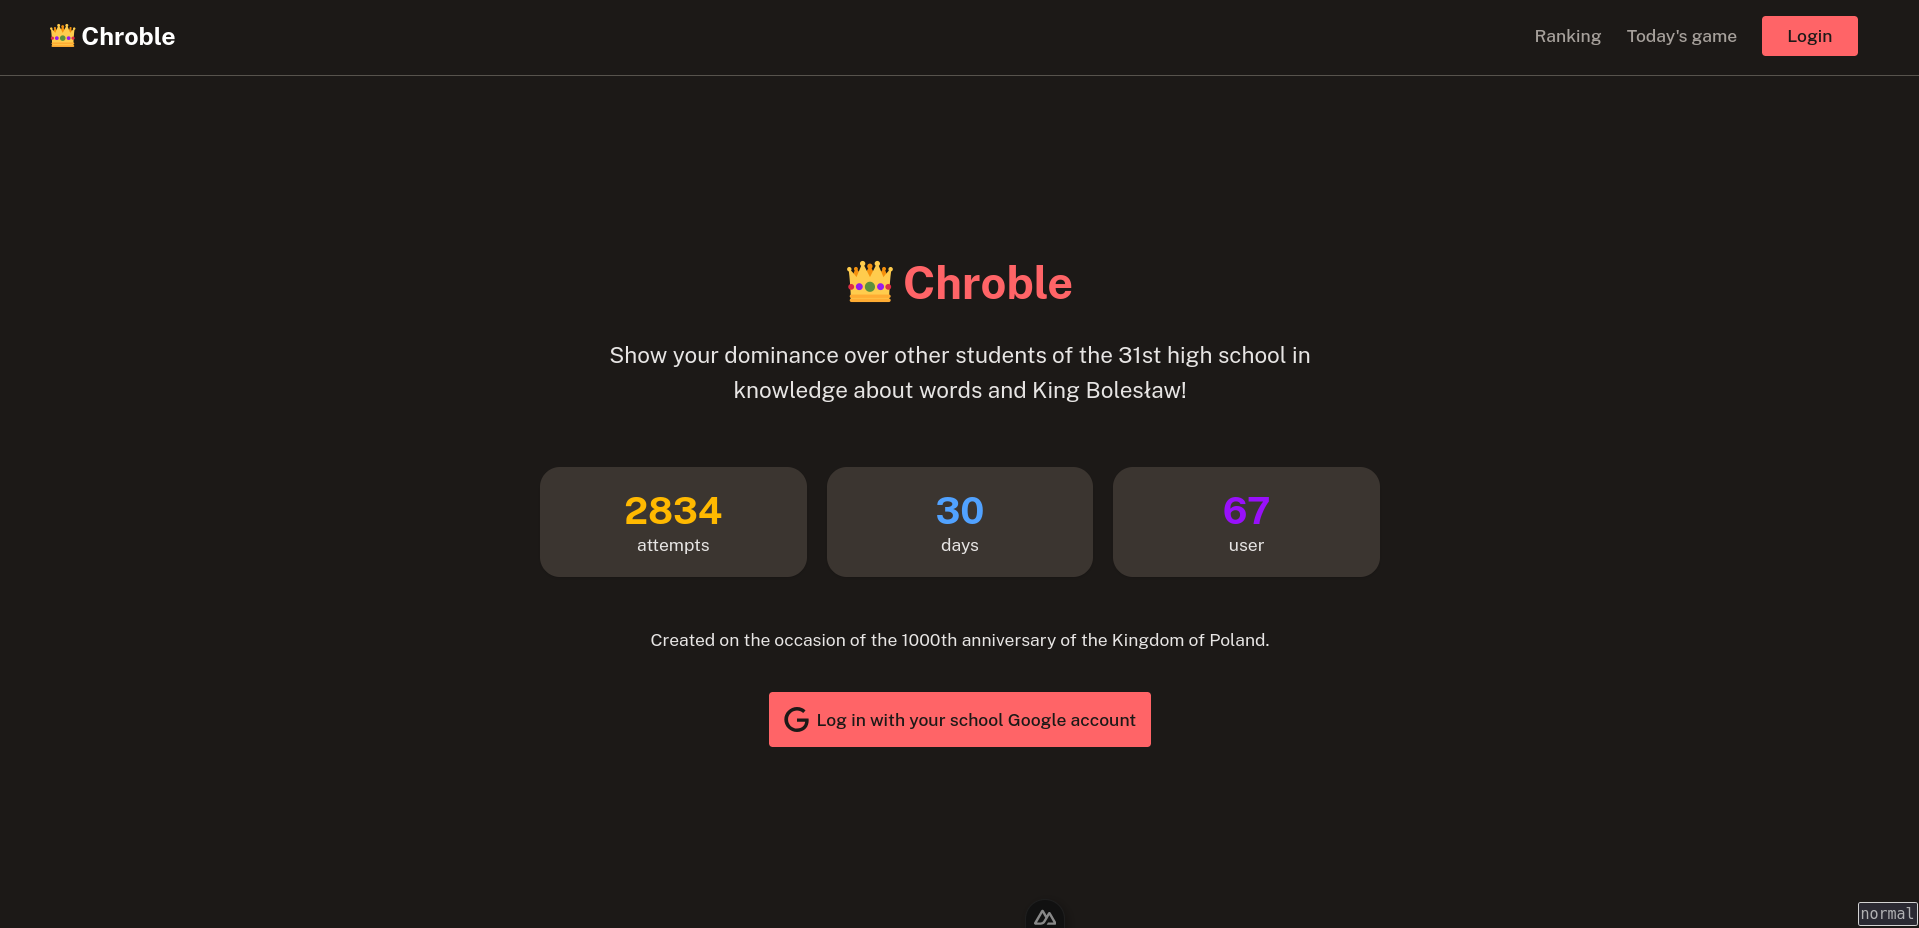 Chroble
Ranking
Today's game
Login
Chroble
Show your dominance over other students of the 31st high school in
knowledge about words and King Bolesław!
2834
attempts
30
days
67
user
Created on the occasion of the 1000th anniversary of the Kingdom of Poland.
Log in with your school Google account
normal